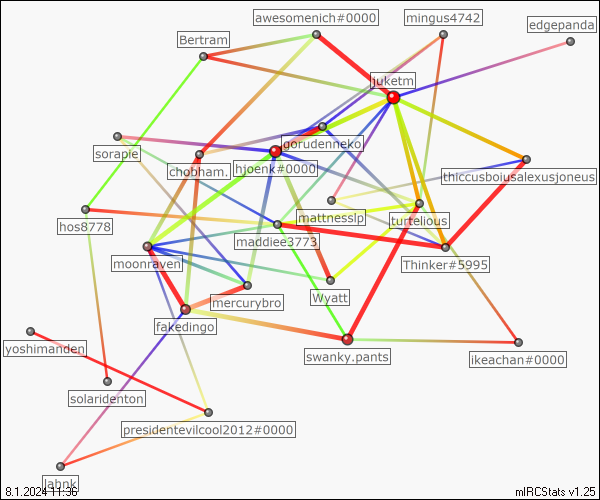 awesomenich#0000
mingus4742
edgepanda
Bertram
juketm
gorudenneko
sorapie
chobham.
hjoenk#0000
thiccusboiusalexusjoneus
hos8778
mattnesslp
turtelious
maddiee3773
moonraven
Thinker#5995
mercurybro
Wyatt
fakedingo
yoshimanden
swanky.pants
ikeachan#0000
solaridenton
presidentevilcool2012#0000
lahnk
8.1.2024 11:36
mIRCStats v1.25